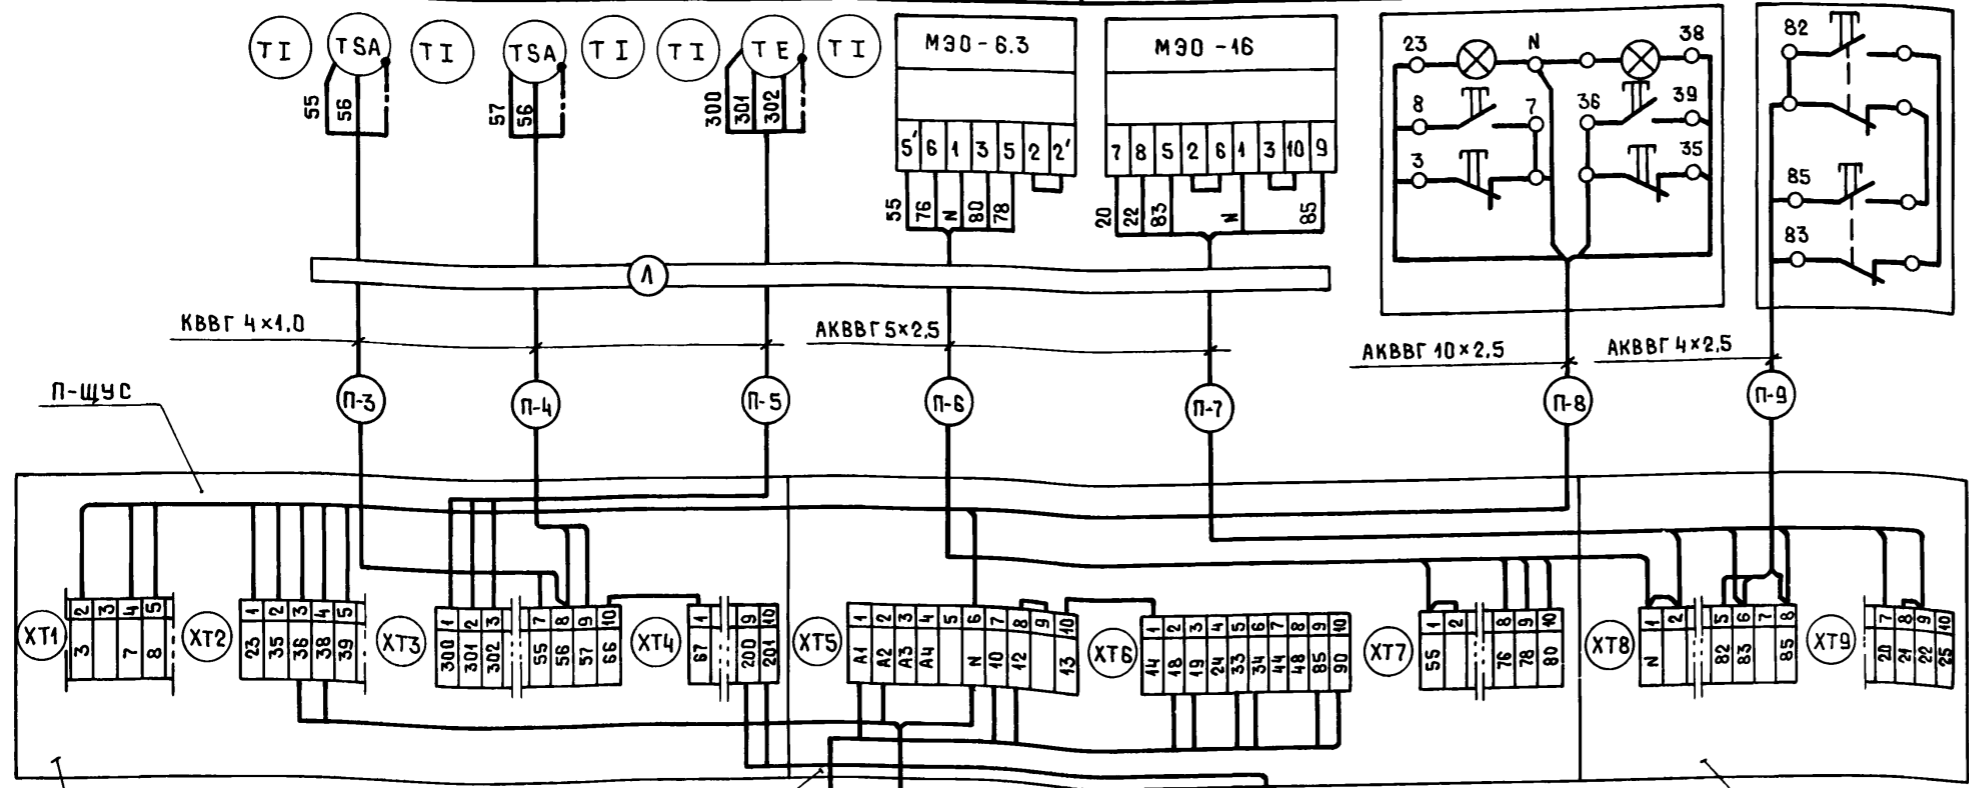 TI TSA TI TSA TI TI TE TI
55 56
57 56
300 301 302
МЭО-6.3
5' 6 1 3 5 2 2'
55 76 N 80 78
МЭО-16
7 8 5 2 6 1 3 10 9
20 22 83 N 85
23 N 38
8 7 36 39
3 35
82
85
83
Л
КВВГ 4×1,0
АКВВГ 5×2,5
АКВВГ 10×2,5
АКВВГ 4×2,5
П-ЩУС
П-3 П-4 П-5 П-6 П-7 П-8 П-9
XT1
2 3 4 5
3 7 8
XT2
1 2 3 4 5
23 35 36 38 39
XT3
1 2 3 7 8 9 10
300 301 302 55 56 57 66
XT4
1 9 10
67 200 201
XT5
1 2 3 4 5 6 7 8 9 10
A1 A2 A3 A4 N 10 12 13
XT6
1 2 3 4 5 6 7 8 9 10
14 18 19 24 33 34 44 48 85 90
XT7
1 2 8 9 10
55 76 78 80
XT8
1 2 5 6 7 8
N 82 83 85
XT9
7 8 9 10
20 21 22 25